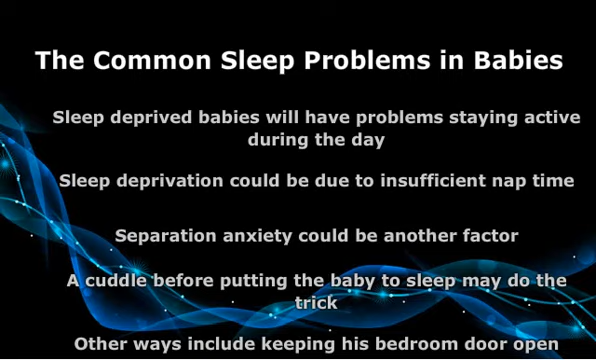 The Common Sleep Problems in Babies
Sleep deprived babies will have problems staying active
during the day
Sleep deprivation could be due to insufficient nap time
Separation anxiety could be another factor
A cuddle before putting the baby to sleep may do the
trick
Other ways include keeping his bedroom door open